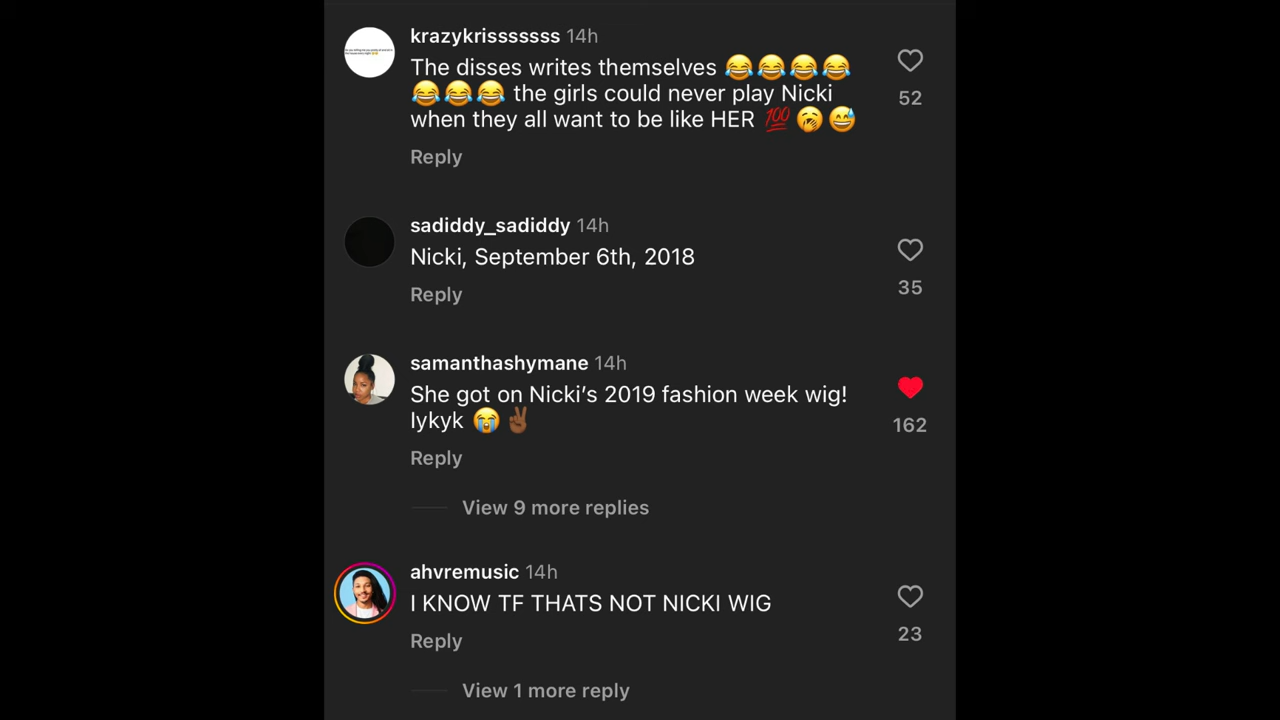 krazykrisssssss 14h
The disses writes themselves 😂😂😂😂
😂😂😂 the girls could never play Nicki
when they all want to be like HER 💯🥱😅
52
Reply
sadiddy_sadiddy 14h
Nicki, September 6th, 2018
35
Reply
samanthashymane 14h
She got on Nicki's 2019 fashion week wig!
Iykyk 😭✌🏾
162
Reply
View 9 more replies
ahvremusic 14h
I KNOW TF THATS NOT NICKI WIG
23
Reply
View 1 more reply